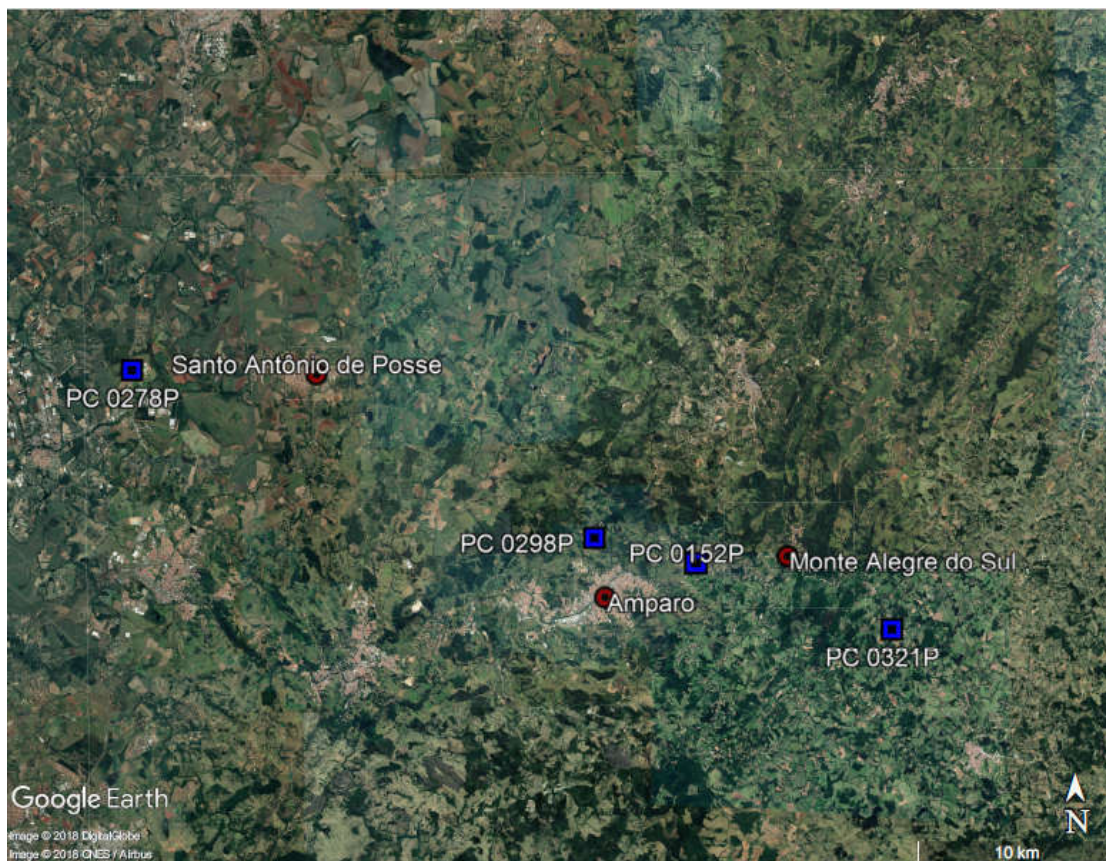 Santo Antônio de Posse
PC 0278P
PC 0298P
PC 0152P
Monte Alegre do Sul
Amparo
PC 0321P
Google Earth
Image © 2018 DigitalGlobe
Image © 2018 CNES / Airbus
N
10 km